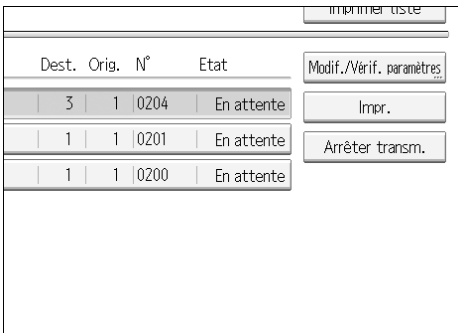 Imprimer liste
Dest. Orig. N° Etat
Modif./Vérif. paramètres
3 1 0204 En attente
Impr.
1 1 0201 En attente
Arrêter transm.
1 1 0200 En attente